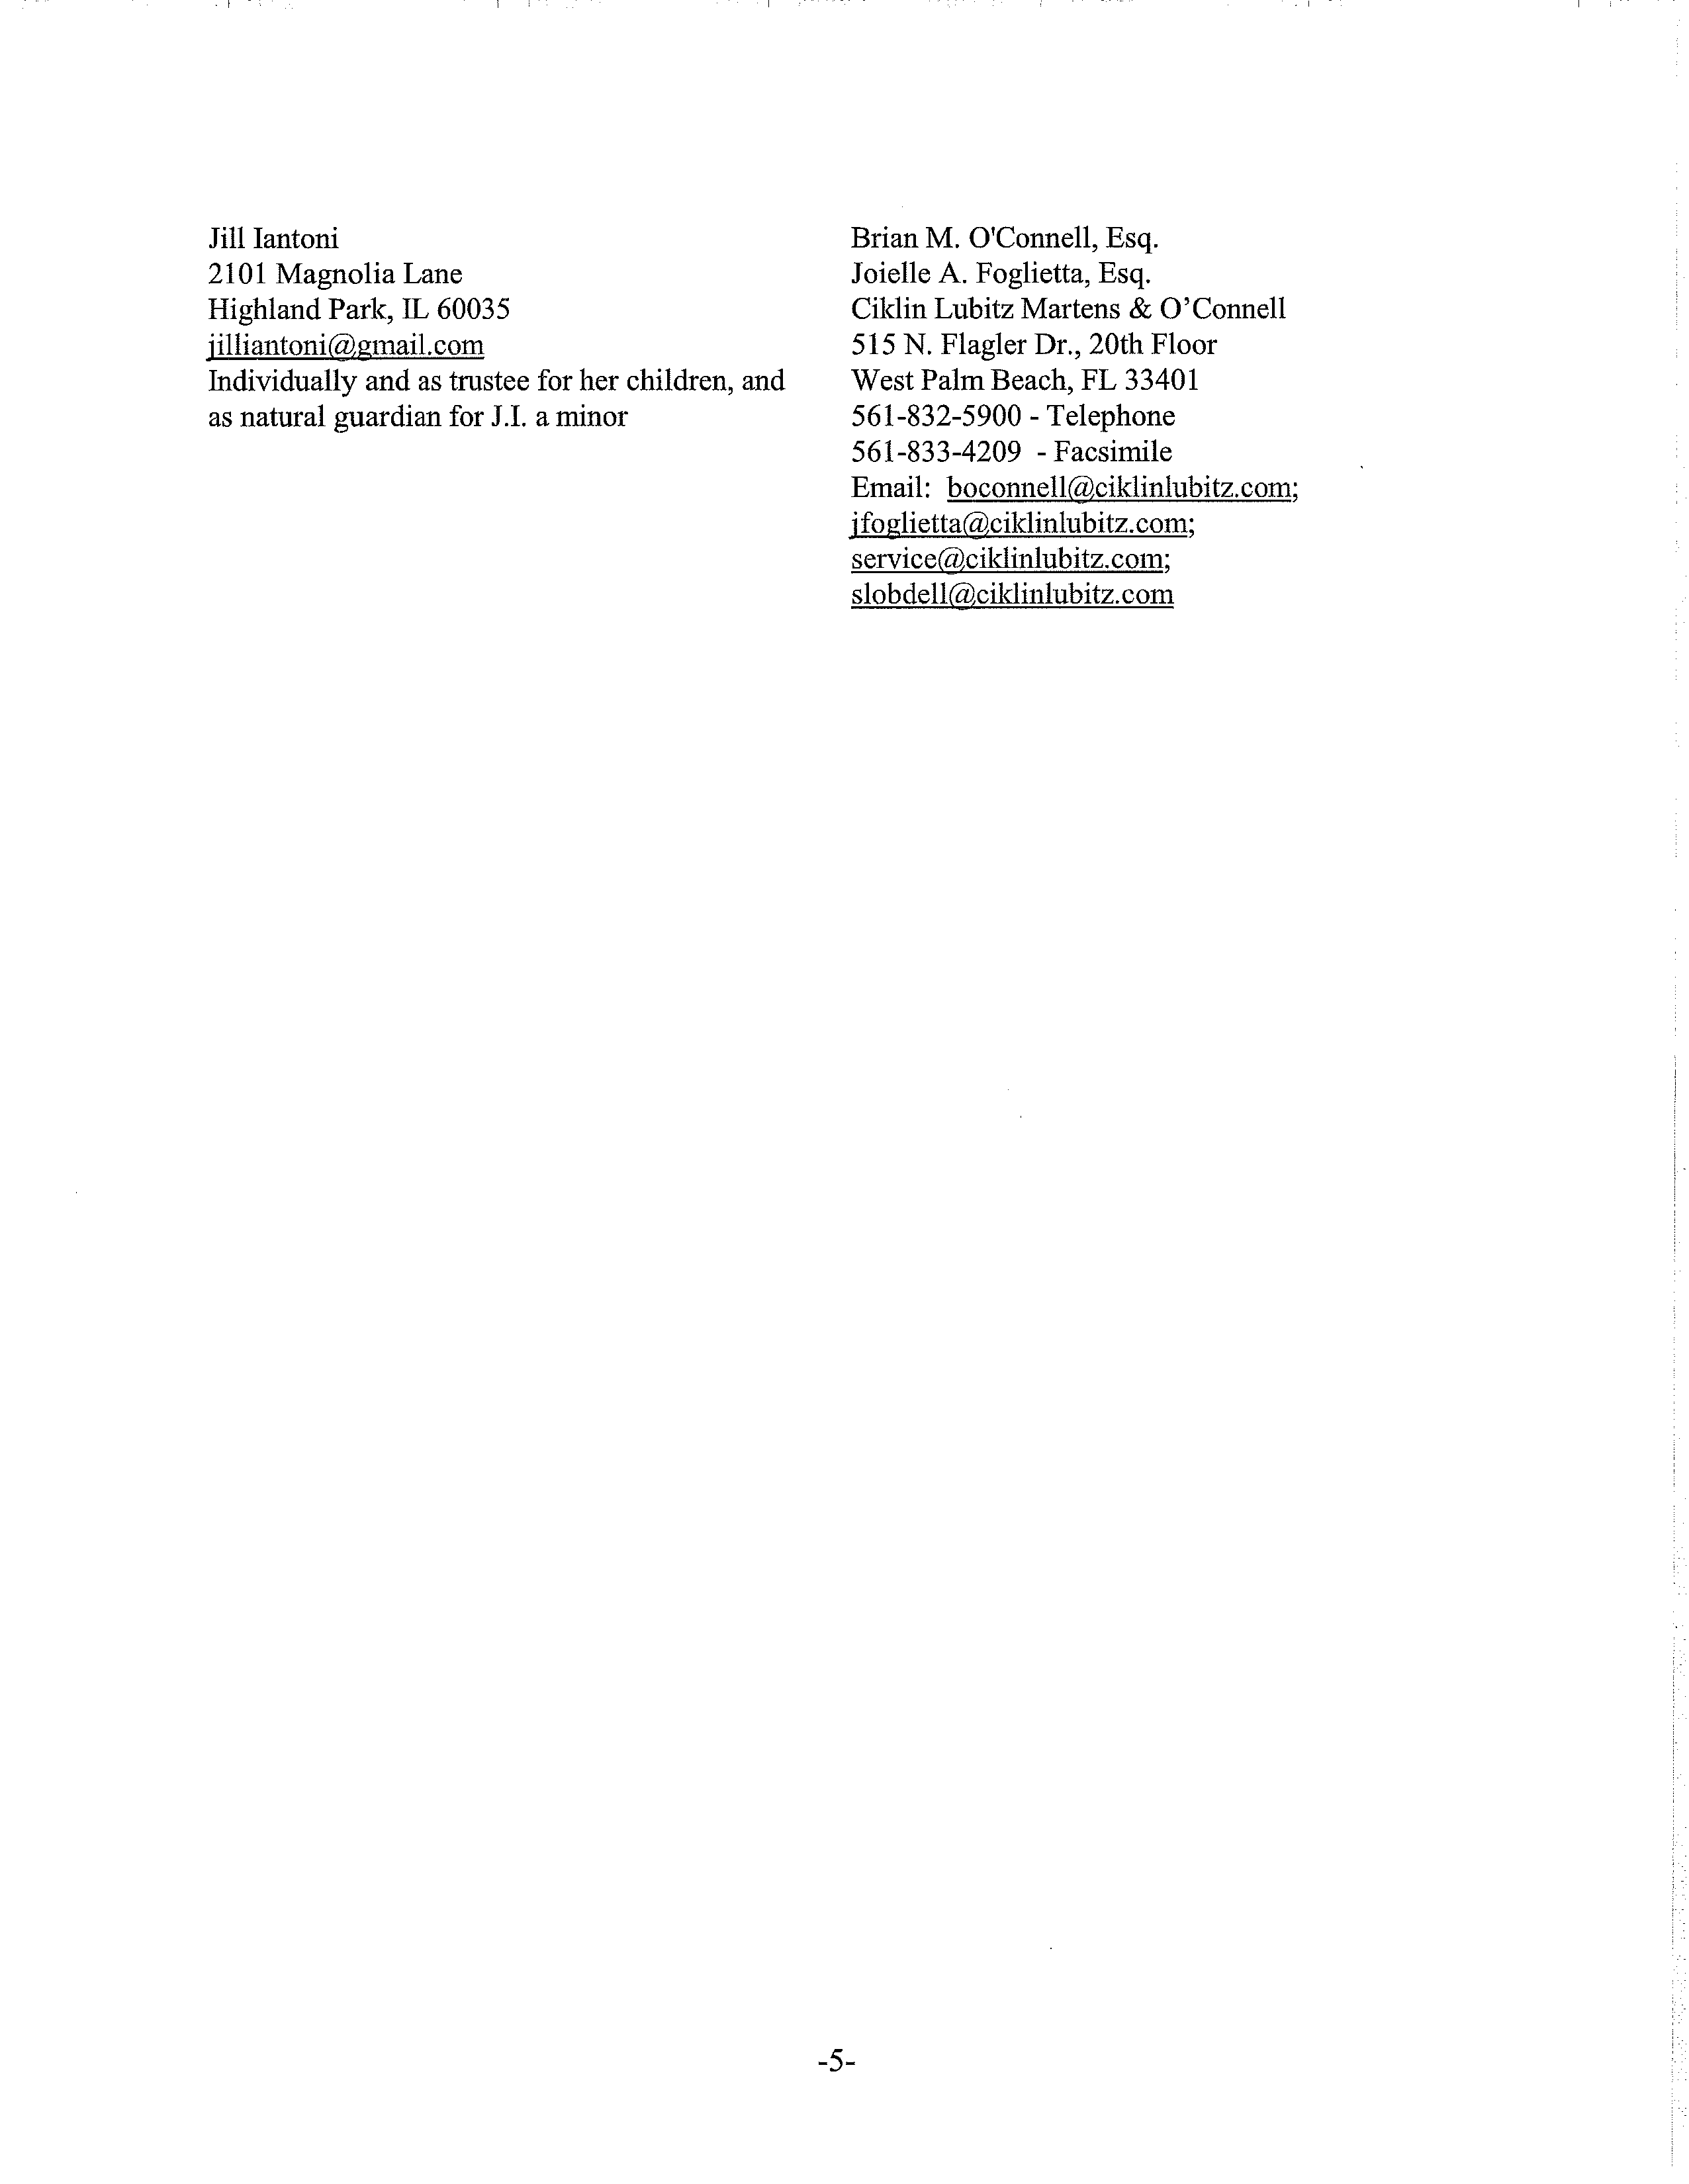 Jill Iantoni
2101 Magnolia Lane
Highland Park, IL 60035
jilliantoni@gmail.com
Individually and as trustee for her children, and
as natural guardian for J.I. a minor
Brian M. O'Connell, Esq.
Joielle A. Foglietta, Esq.
Ciklin Lubitz Martens & O’Connell
515 N. Flagler Dr., 20th Floor
West Palm Beach, FL 33401
561-832-5900 - Telephone
561-833-4209 - Facsimile
Email: boconnell@ciklinlubitz.com;
jfoglietta@ciklinlubitz.com;
service@ciklinlubitz.com;
slobdell@ciklinlubitz.com
-5-